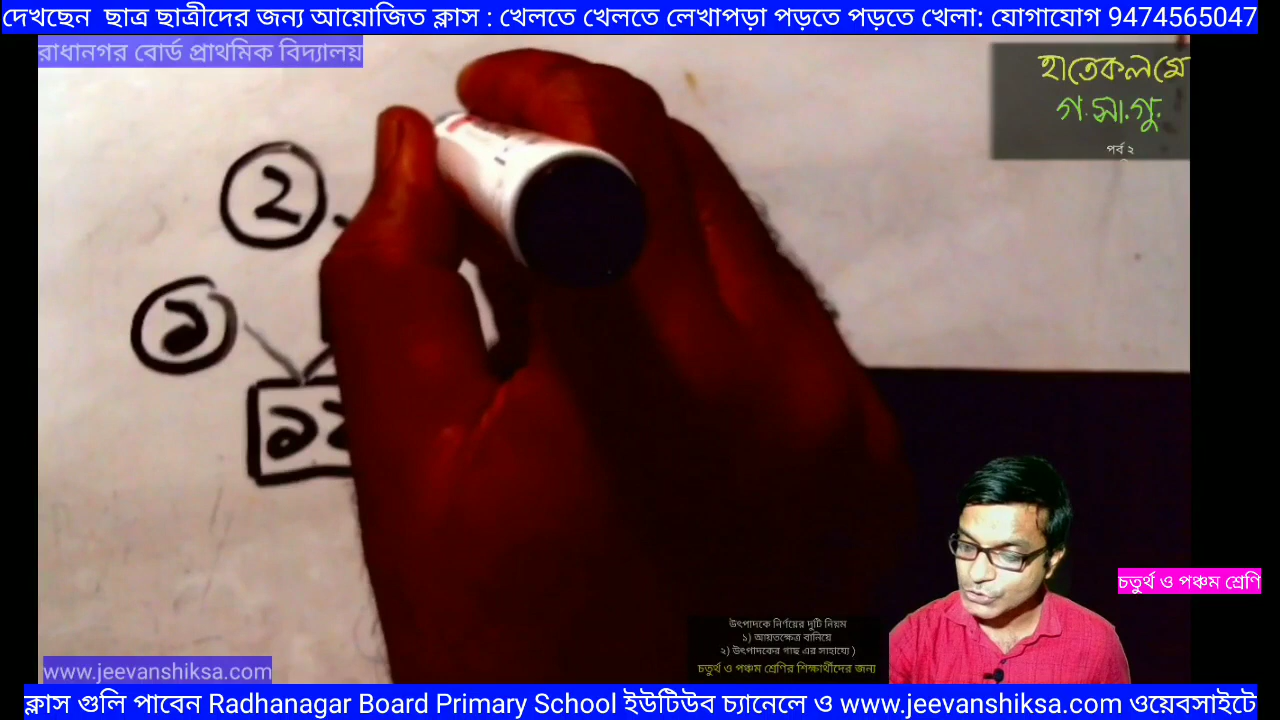 দেখছেন ছাত্র ছাত্রীদের জন্য আয়োজিত ক্লাস : খেলতে খেলতে লেখাপড়া পড়তে পড়তে খেলা: যোগাযোগ 9474565047
রাধানগর বোর্ড প্রাথমিক বিদ্যালয়
হাতেকলমে
গ.সা.গু.
পর্ব ২
২
১
১২
চতুর্থ ও পঞ্চম শ্রেণি
উৎপাদকে নির্ণয়ের দুটি নিয়ম
১) আয়তক্ষেত্র বানিয়ে
২) উৎপাদকের গাছ এর সাহায্যে )
চতুর্থ ও পঞ্চম শ্রেণির শিক্ষার্থীদের জন্য
www.jeevanshiksa.com
ক্লাস গুলি পাবেন Radhanagar Board Primary School ইউটিউব চ্যানেলে ও www.jeevanshiksa.com ওয়েবসাইটে